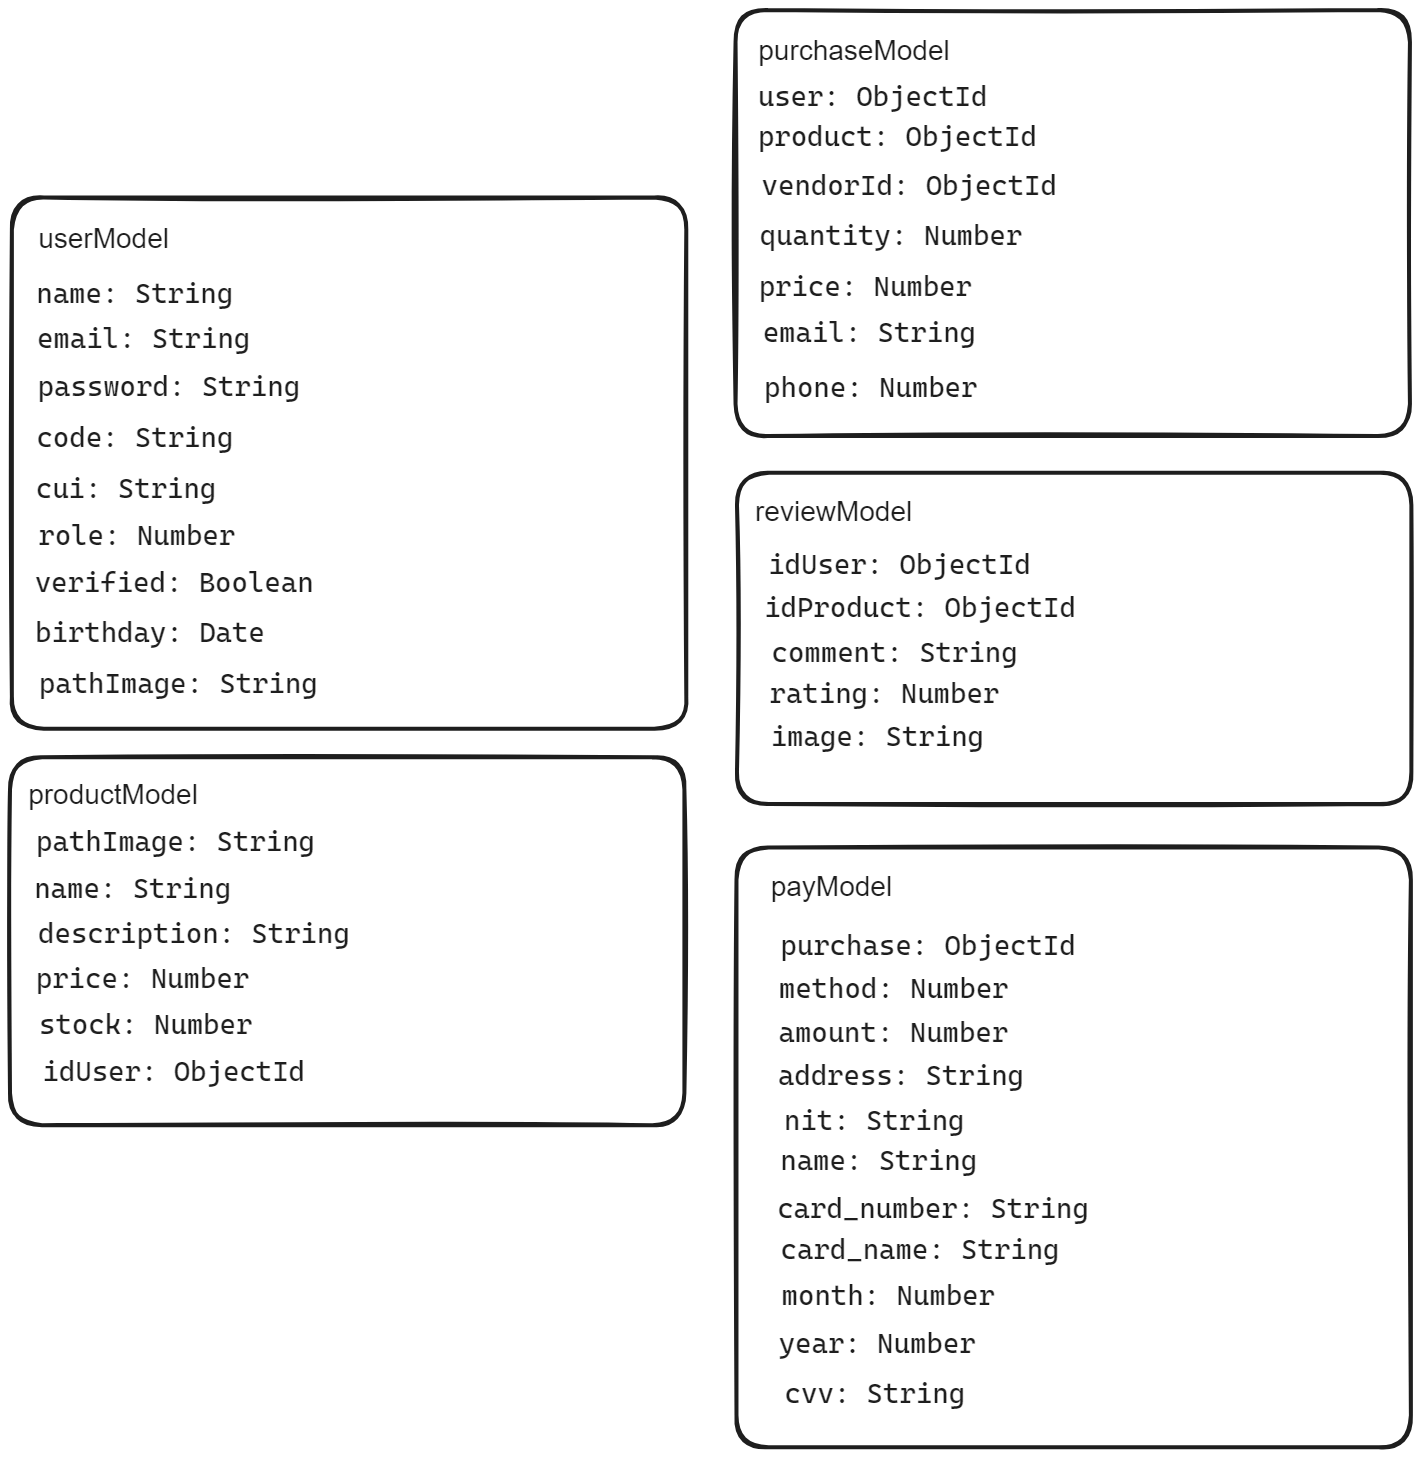 userModel
name: String
email: String
password: String
code: String
cui: String
role: Number
verified: Boolean
birthday: Date
pathImage: String
productModel
pathImage: String
name: String
description: String
price: Number
stock: Number
idUser: ObjectId
purchaseModel
user: ObjectId
product: ObjectId
vendorId: ObjectId
quantity: Number
price: Number
email: String
phone: Number
reviewModel
idUser: ObjectId
idProduct: ObjectId
comment: String
rating: Number
image: String
payModel
purchase: ObjectId
method: Number
amount: Number
address: String
nit: String
name: String
card_number: String
card_name: String
month: Number
year: Number
cvv: String